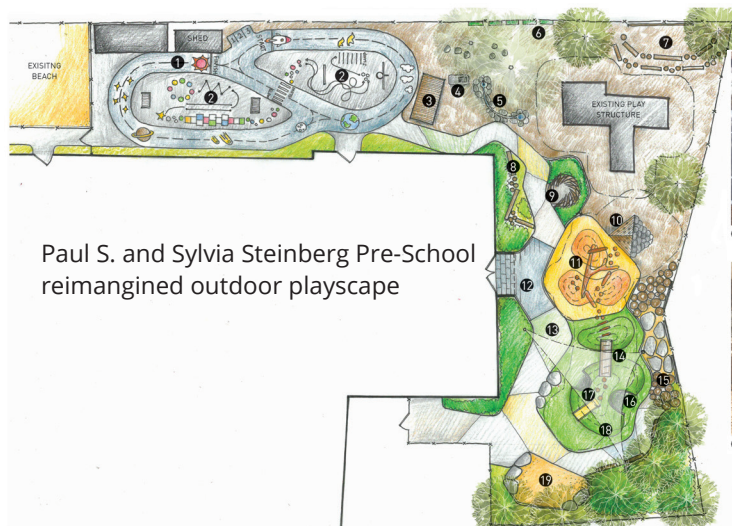 EXISITNG
BEACH
SHED
START
1
2
2
3
4
5
6
7
EXISTING PLAY
STRUCTURE
8
9
10
11
12
13
14
15
16
17
18
19
Paul S. and Sylvia Steinberg Pre-School
reimangined outdoor playscape